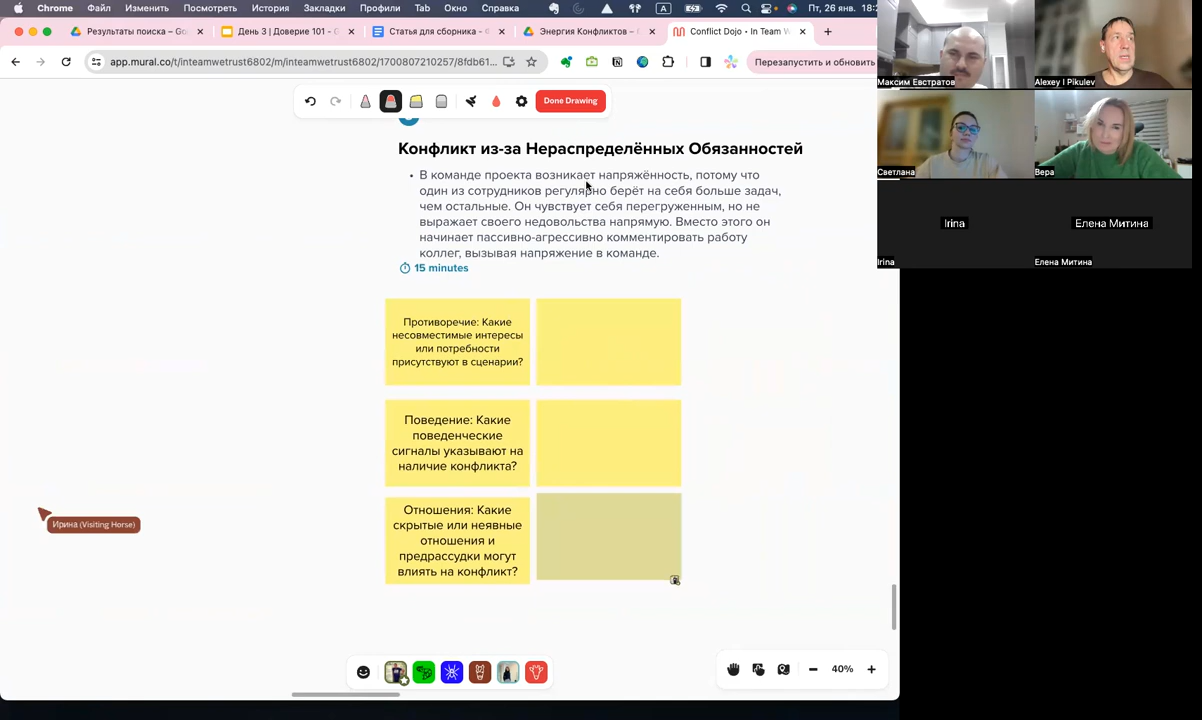 Chrome Файл Изменить Посмотреть История Закладки Профили Tab Окно Справка A Пт, 26 янв. 18:2
Результаты поиска – Go
День 3 | Доверие 101 - G
Статья для сборника - G
Энергия Конфликтов – G
Conflict Dojo • In Team W
app.mural.co/t/inteamwetrust6802/m/inteamwetrust6802/1700807210257/8fdb61...
Перезапустить и обновить
Done Drawing
Конфликт из-за Нераспределённых Обязанностей
• В команде проекта возникает напряжённость, потому что
один из сотрудников регулярно берёт на себя больше задач,
чем остальные. Он чувствует себя перегруженным, но не
выражает своего недовольства напрямую. Вместо этого он
начинает пассивно-агрессивно комментировать работу
коллег, вызывая напряжение в команде.
15 minutes
Противоречие: Какие
несовместимые интересы
или потребности
присутствуют в сценарии?
Поведение: Какие
поведенческие
сигналы указывают на
наличие конфликта?
Отношения: Какие
скрытые или неявные
отношения и
предрассудки могут
влиять на конфликт?
Ирина (Visiting Horse)
40%
Максим Евстратов
Alexey I Pikulev
Светлана
Вера
Irina
Елена Митина
Irina
Елена Митина